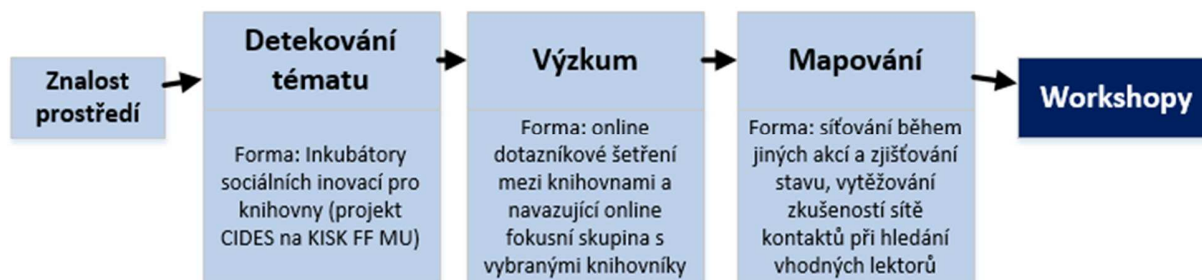 Znalost
prostředí
Detekování
tématu
Forma: Inkubátory
sociálních inovací pro
knihovny (projekt
CIDES na KISK FF MU)
Výzkum
Forma: online
dotazníkové šetření
mezi knihovnami a
navazující online
fokusní skupina s
vybranými knihovníky
Mapování
Forma: síťování během
jiných akcí a zjišťování
stavu, vytěžování
zkušeností sítě
kontaktů při hledání
vhodných lektorů
Workshopy